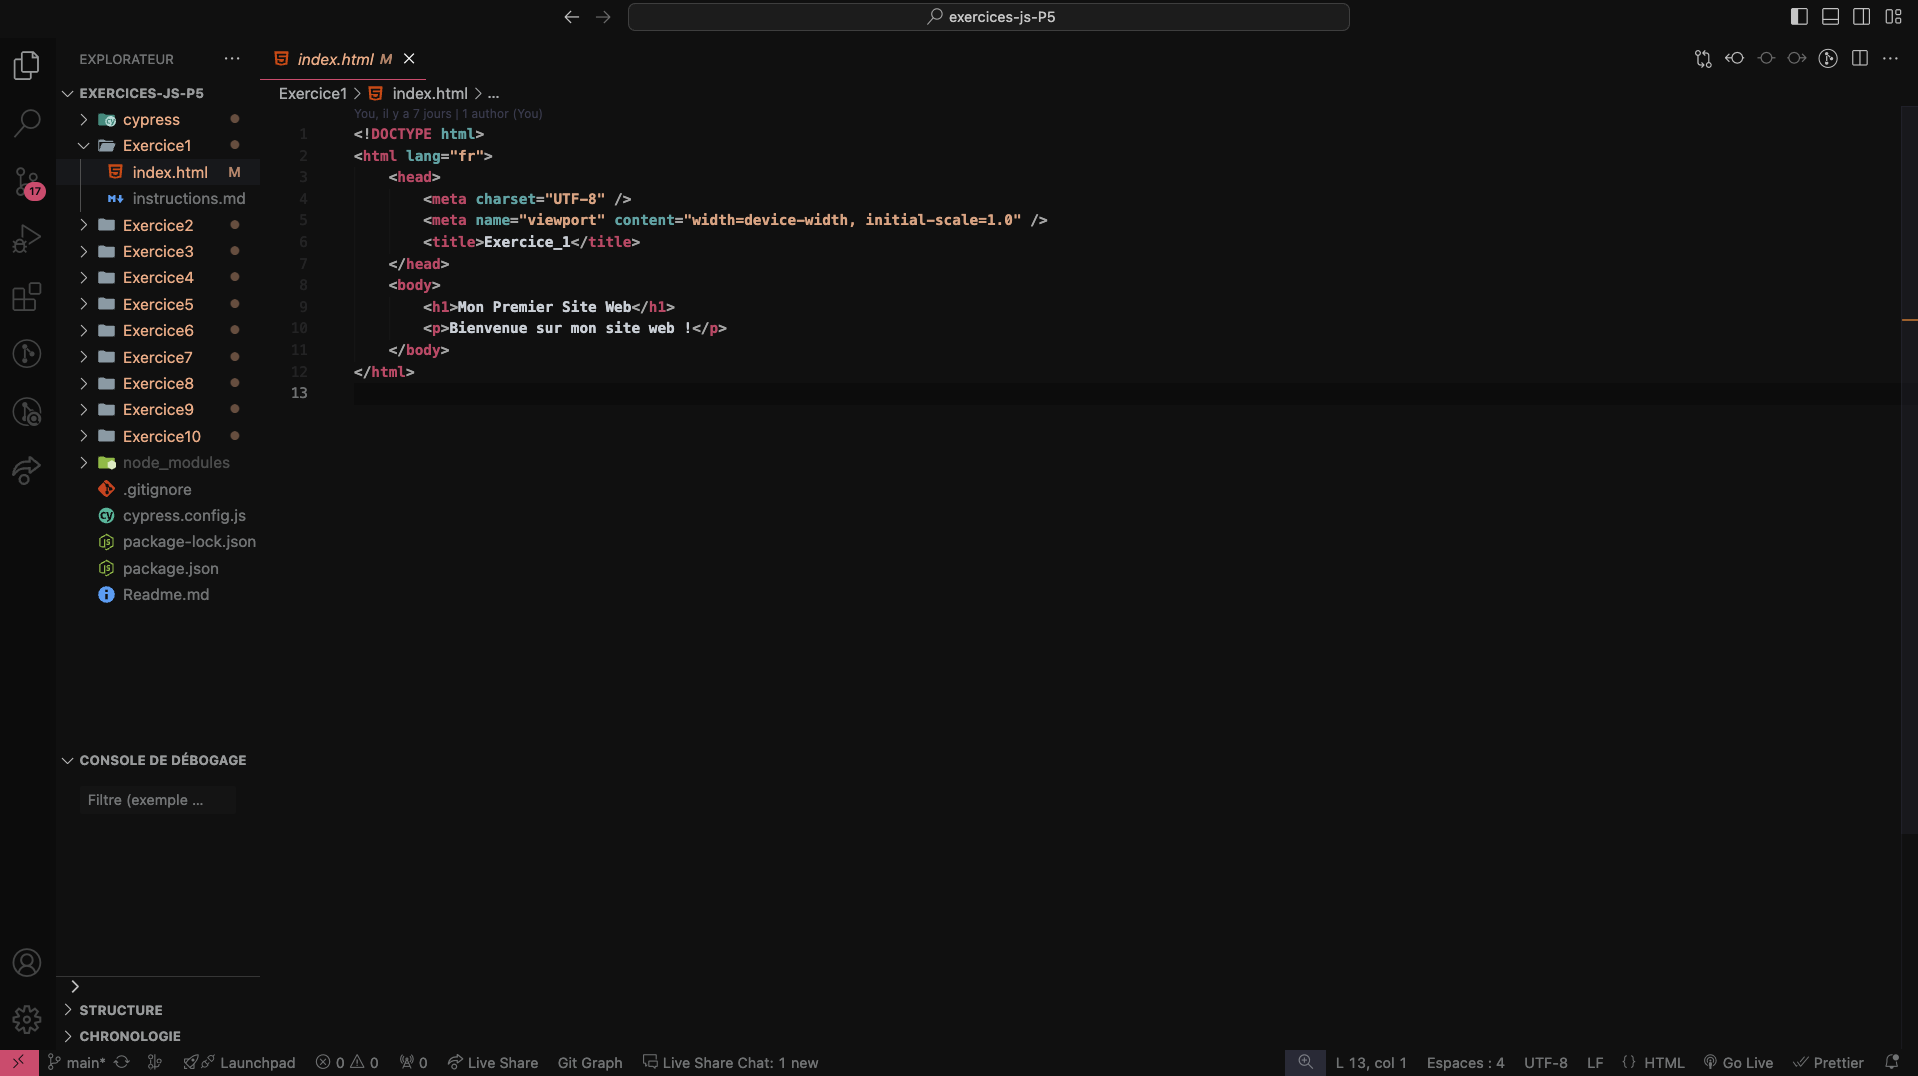 exercices-js-P5
EXPLORATEUR
EXERCICES-JS-P5
cypress
Exercice1
index.html M
instructions.md
Exercice2
Exercice3
Exercice4
Exercice5
Exercice6
Exercice7
Exercice8
Exercice9
Exercice10
node_modules
.gitignore
cypress.config.js
package-lock.json
package.json
Readme.md
CONSOLE DE DÉBOGAGE
Filtre (exemple ...
STRUCTURE
CHRONOLOGIE
17
index.html M
Exercice1 > index.html > ...
You, il y a 7 jours | 1 author (You)
1 <!DOCTYPE html>
2 <html lang="fr">
3 <head>
4 <meta charset="UTF-8" />
5 <meta name="viewport" content="width=device-width, initial-scale=1.0" />
6 <title>Exercice_1</title>
7 </head>
8 <body>
9 <h1>Mon Premier Site Web</h1>
10 <p>Bienvenue sur mon site web !</p>
11 </body>
12 </html>
13
main* Launchpad 0 0 0 Live Share Git Graph Live Share Chat: 1 new L 13, col 1 Espaces : 4 UTF-8 LF {} HTML Go Live Prettier